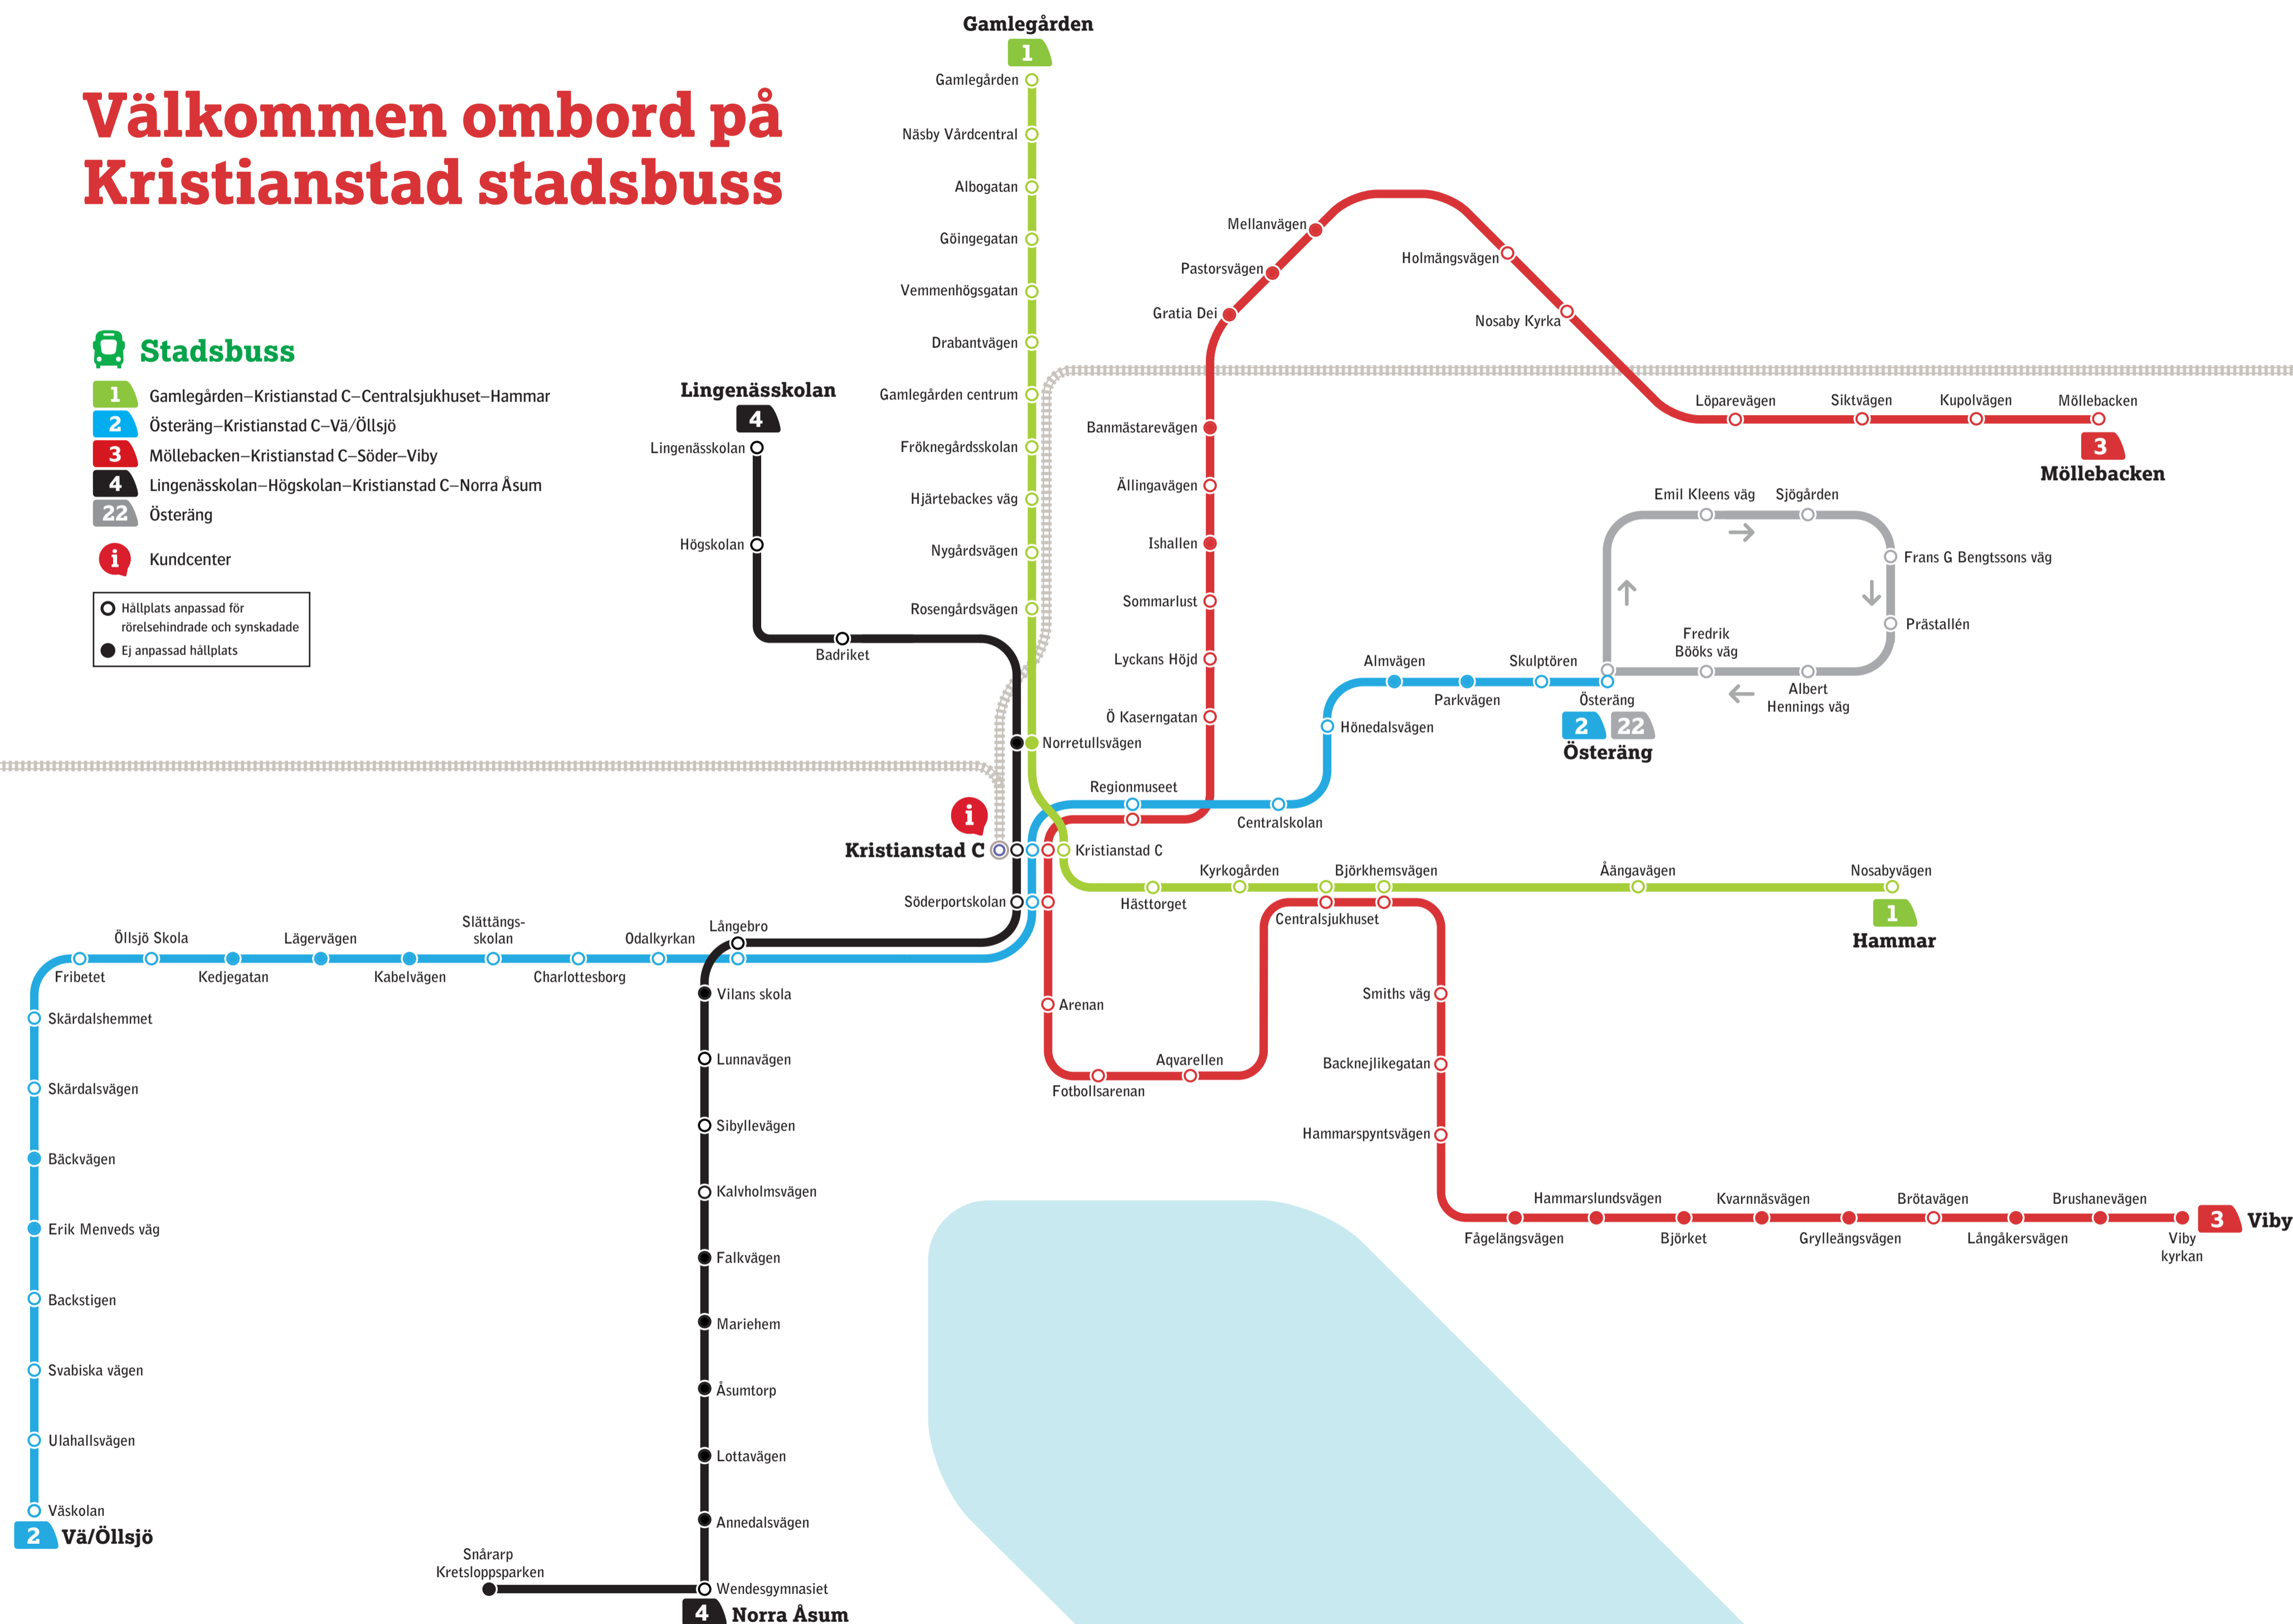 Välkommen ombord på
Kristianstad stadsbuss
Stadsbuss
1 Gamlegården–Kristianstad C–Centralsjukhuset–Hammar
2 Österäng–Kristianstad C–Vä/Öllsjö
3 Möllebacken–Kristianstad C–Söder–Viby
4 Lingenässkolan–Högskolan–Kristianstad C–Norra Åsum
22 Österäng
i Kundcenter
Hållplats anpassad för
rörelsehindrade och synskadade
Ej anpassad hållplats
Gamlegården
1
Gamlegården
Näsby Vårdcentral
Albogatan
Göingegatan
Vemmenhögsgatan
Drabantvägen
Gamlegården centrum
Fröknegårdsskolan
Hjärtebackes väg
Nygårdsvägen
Rosengårdsvägen
Norretullsvägen
Lingenässkolan
4
Lingenässkolan
Högskolan
Badriket
Mellanvägen
Pastorsvägen
Gratia Dei
Banmästarevägen
Ällingavägen
Ishallen
Sommarlust
Lyckans Höjd
Ö Kaserngatan
Holmängsvägen
Nosaby Kyrka
Löparevägen
Siktvägen
Kupolvägen
Möllebacken
3
Möllebacken
Emil Kleens väg
Sjögården
Frans G Bengtssons väg
Prästallén
Fredrik
Bööks väg
Albert
Hennings väg
Almvägen
Skulptören
Parkvägen
Österäng
2 22
Österäng
Hönedalsvägen
Regionmuseet
Centralskolan
i
Kristianstad C
Kristianstad C
Söderportskolan
Hästtorget
Kyrkogården
Björkhemsvägen
Centralsjukhuset
Åängavägen
Nosabyvägen
1
Hammar
Långebro
Odalkyrkan
Charlottesborg
Slättängs-
skolan
Kabelvägen
Lägervägen
Kedjegatan
Öllsjö Skola
Fribetet
Skärdalshemmet
Skärdalsvägen
Bäckvägen
Erik Menveds väg
Backstigen
Svabiska vägen
Ulahallsvägen
Väskolan
2 Vä/Öllsjö
Vilans skola
Lunnavägen
Sibyllevägen
Kalvholmsvägen
Falkvägen
Mariehem
Åsumtorp
Lottavägen
Annedalsvägen
Snårarp
Kretsloppsparken
Wendesgymnasiet
4 Norra Åsum
Arenan
Fotbollsarenan
Aqvarellen
Smiths väg
Backnejlikegatan
Hammarspyntsvägen
Fågelängsvägen
Hammarslundsvägen
Björket
Kvarnnäsvägen
Grylleängsvägen
Brötavägen
Långåkersvägen
Brushanevägen
Viby
kyrkan
3 Viby